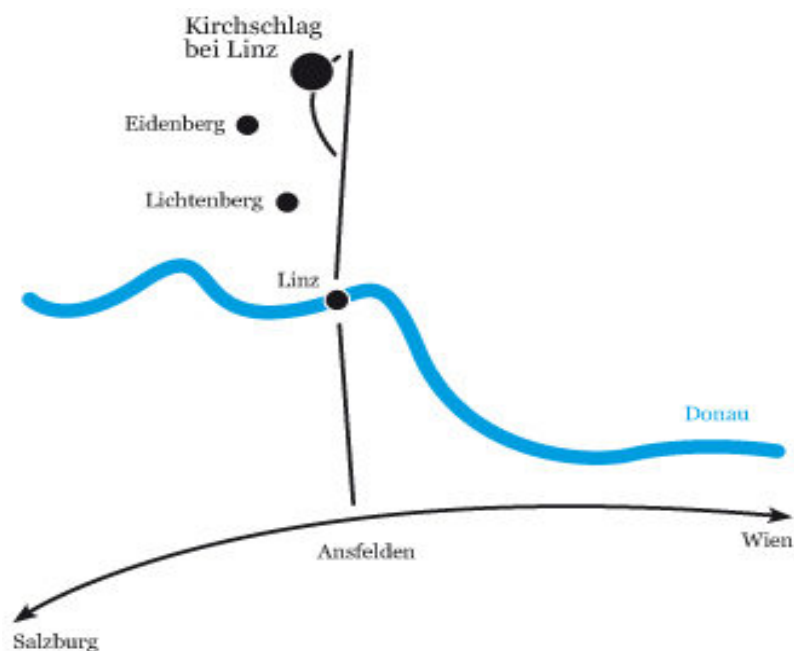 Kirchschlag
bei Linz
Eidenberg
Lichtenberg
Linz
Donau
Ansfelden
Wien
Salzburg